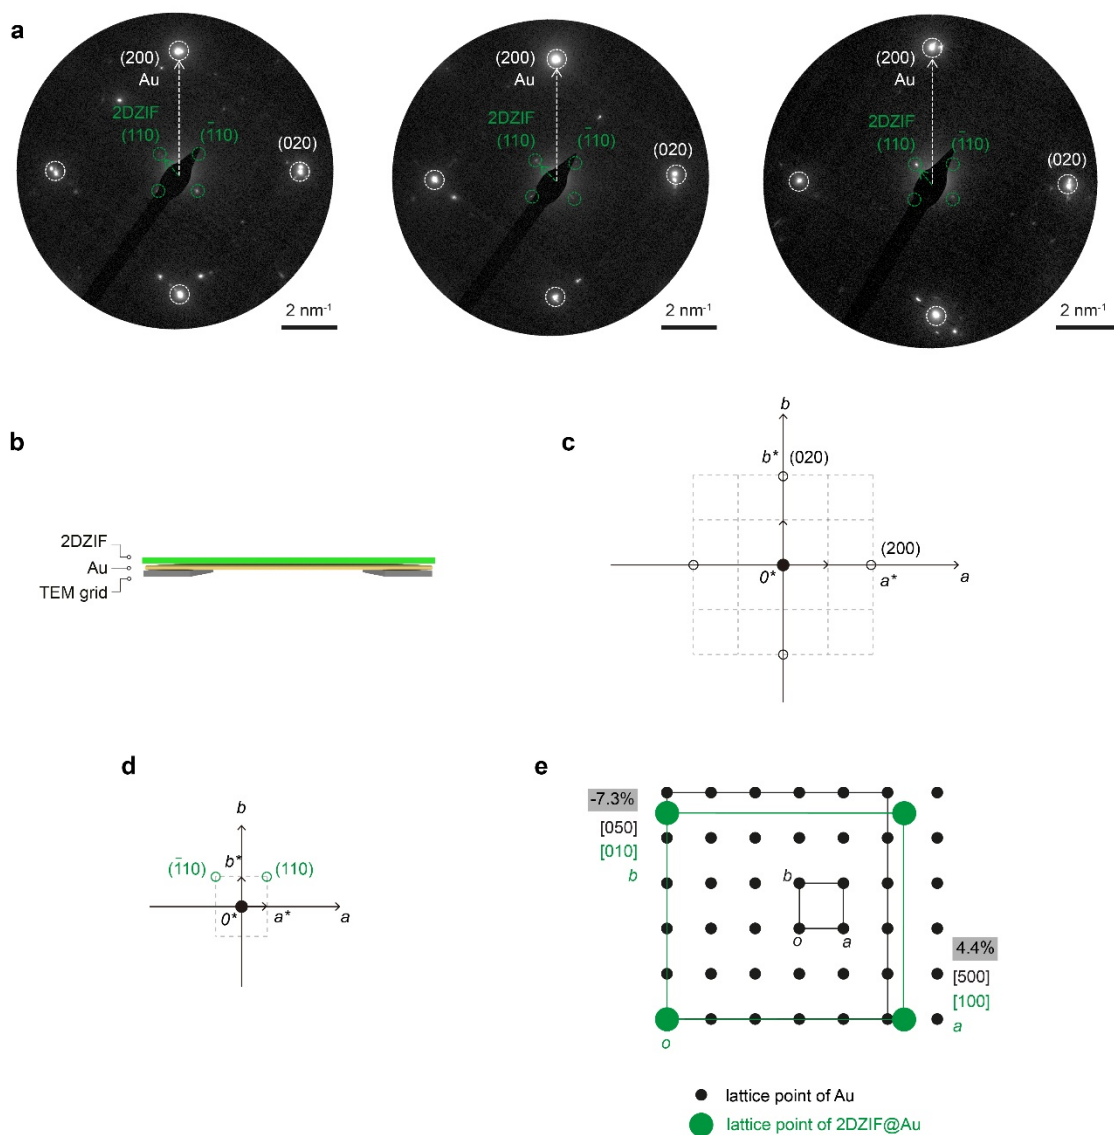 a
(200)
Au
2DZIF
(110)
(1̄10)
(020)
2 nm⁻¹
(200)
Au
2DZIF
(110)
(1̄10)
(020)
2 nm⁻¹
(200)
Au
2DZIF
(110)
(1̄10)
(020)
2 nm⁻¹
b
2DZIF
Au
TEM grid
c
b
b* (020)
(200)
0*
a*
a
d
b
(1̄10)
b*
(110)
0*
a*
a
e
-7.3%
[050]
[010]
b
b
o
a
4.4%
[500]
[100]
a
o
lattice point of Au
lattice point of 2DZIF@Au